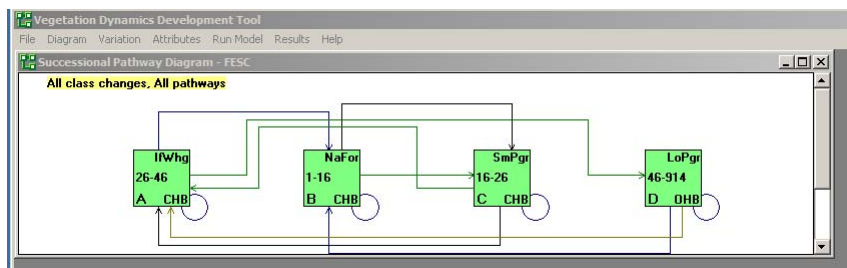 Vegetation Dynamics Development Tool
File Diagram Variation Attributes Run Model Results Help
Successional Pathway Diagram - FESC
All class changes, All pathways
IfWhg
26-46
A CHB
NaFor
1-16
B CHB
SmPgr
16-26
C CHB
LoPgr
46-914
D OHB